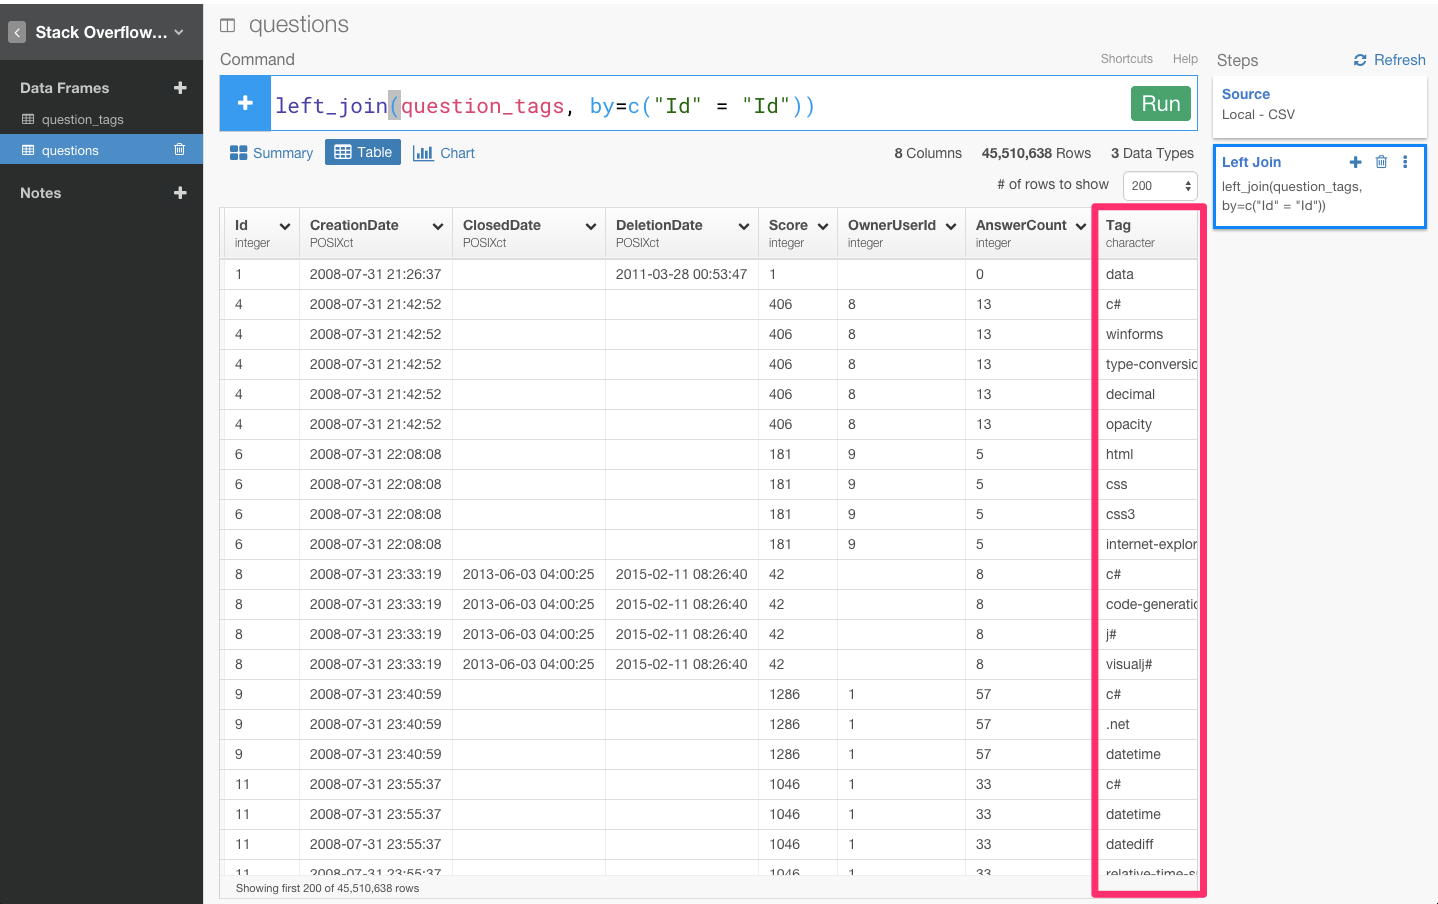 Stack Overflow...
Data Frames
question_tags
questions
Notes
questions
Command
Shortcuts Help
left_join(question_tags, by=c("Id" = "Id"))
Run
Summary Table Chart
8 Columns 45,510,638 Rows 3 Data Types
# of rows to show 200
Id CreationDate ClosedDate DeletionDate Score OwnerUserId AnswerCount Tag
integer POSIXct POSIXct POSIXct integer integer integer character
1 2008-07-31 21:26:37 2011-03-28 00:53:47 1 0 data
4 2008-07-31 21:42:52 406 8 13 c#
4 2008-07-31 21:42:52 406 8 13 winforms
4 2008-07-31 21:42:52 406 8 13 type-conversic
4 2008-07-31 21:42:52 406 8 13 decimal
4 2008-07-31 21:42:52 406 8 13 opacity
6 2008-07-31 22:08:08 181 9 5 html
6 2008-07-31 22:08:08 181 9 5 css
6 2008-07-31 22:08:08 181 9 5 css3
6 2008-07-31 22:08:08 181 9 5 internet-explor
8 2008-07-31 23:33:19 2013-06-03 04:00:25 2015-02-11 08:26:40 42 8 c#
8 2008-07-31 23:33:19 2013-06-03 04:00:25 2015-02-11 08:26:40 42 8 code-generatic
8 2008-07-31 23:33:19 2013-06-03 04:00:25 2015-02-11 08:26:40 42 8 j#
8 2008-07-31 23:33:19 2013-06-03 04:00:25 2015-02-11 08:26:40 42 8 visualj#
9 2008-07-31 23:40:59 1286 1 57 c#
9 2008-07-31 23:40:59 1286 1 57 .net
9 2008-07-31 23:40:59 1286 1 57 datetime
11 2008-07-31 23:55:37 1046 1 33 c#
11 2008-07-31 23:55:37 1046 1 33 datetime
11 2008-07-31 23:55:37 1046 1 33 datediff
11 2008-07-31 23:55:37 1046 1 33 relative-time-s
Showing first 200 of 45,510,638 rows
Steps Refresh
Source
Local - CSV
Left Join
left_join(question_tags,
by=c("Id" = "Id"))